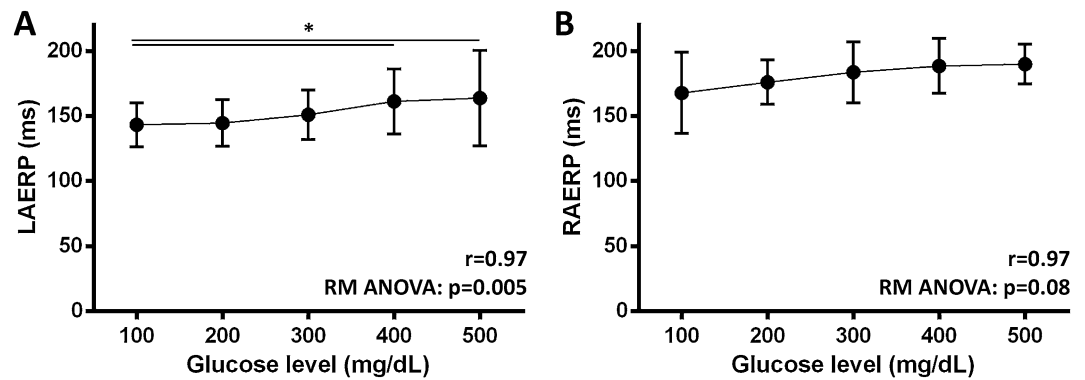 A
*
200
150
100
50
0
LAERP (ms)
r=0.97
RM ANOVA: p=0.005
100 200 300 400 500
Glucose level (mg/dL)
B
200
150
100
50
0
RAERP (ms)
r=0.97
RM ANOVA: p=0.08
100 200 300 400 500
Glucose level (mg/dL)